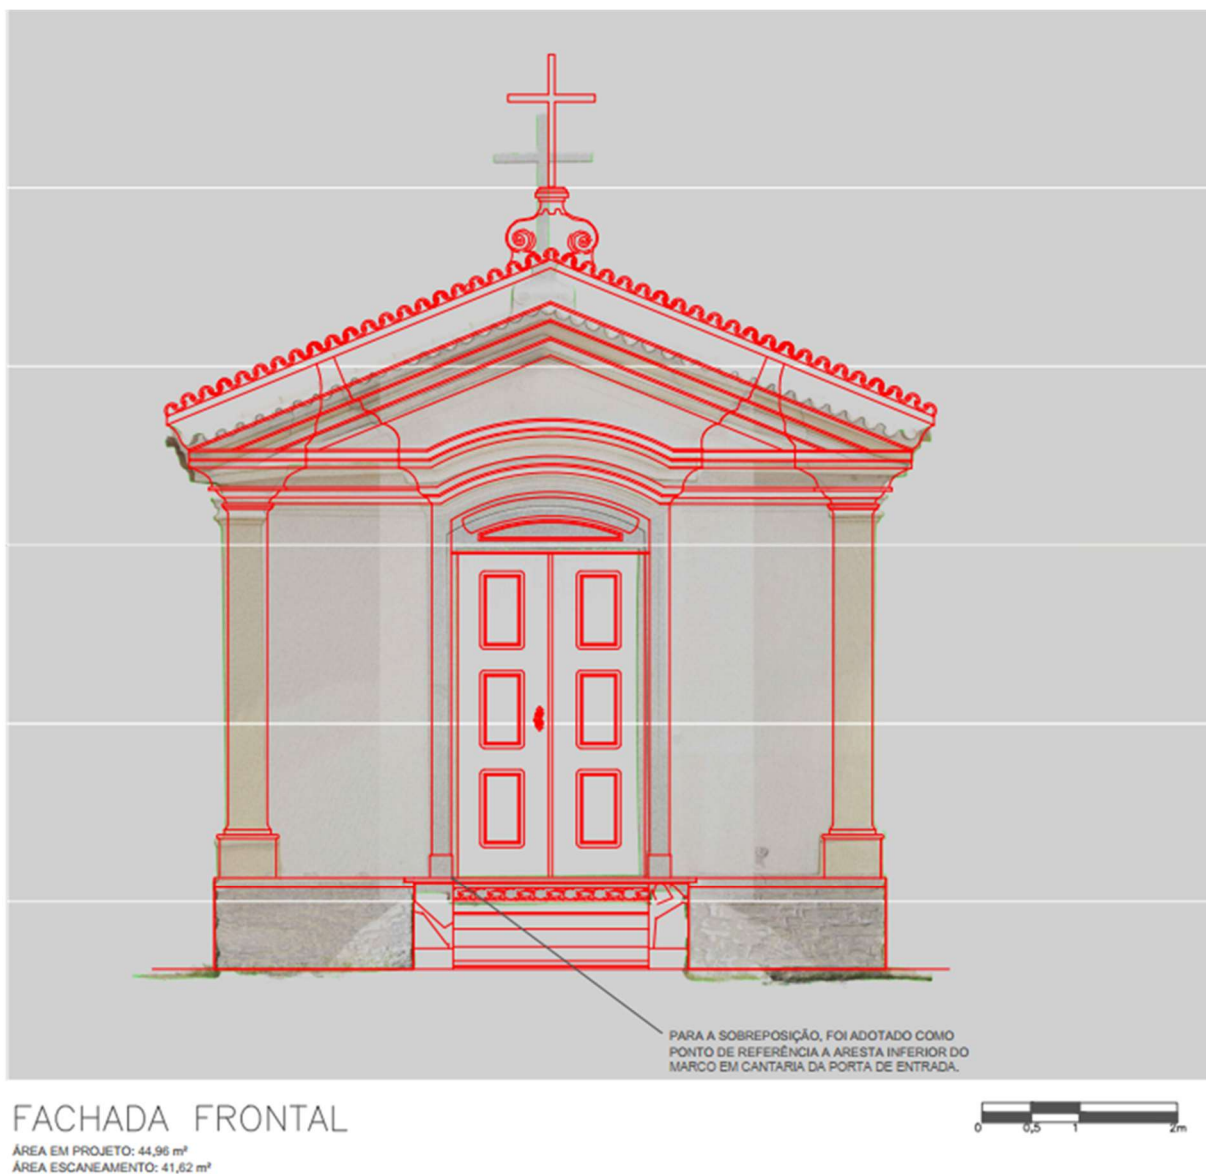 PARA A SOBREPOSIÇÃO, FOI ADOTADO COMO
PONTO DE REFERÊNCIA A ARESTA INFERIOR DO
MARCO EM CANTARIA DA PORTA DE ENTRADA.
FACHADA FRONTAL
0 0,5 1 2m
ÁREA EM PROJETO: 44,96 m²
ÁREA ESCANEAMENTO: 41,62 m²